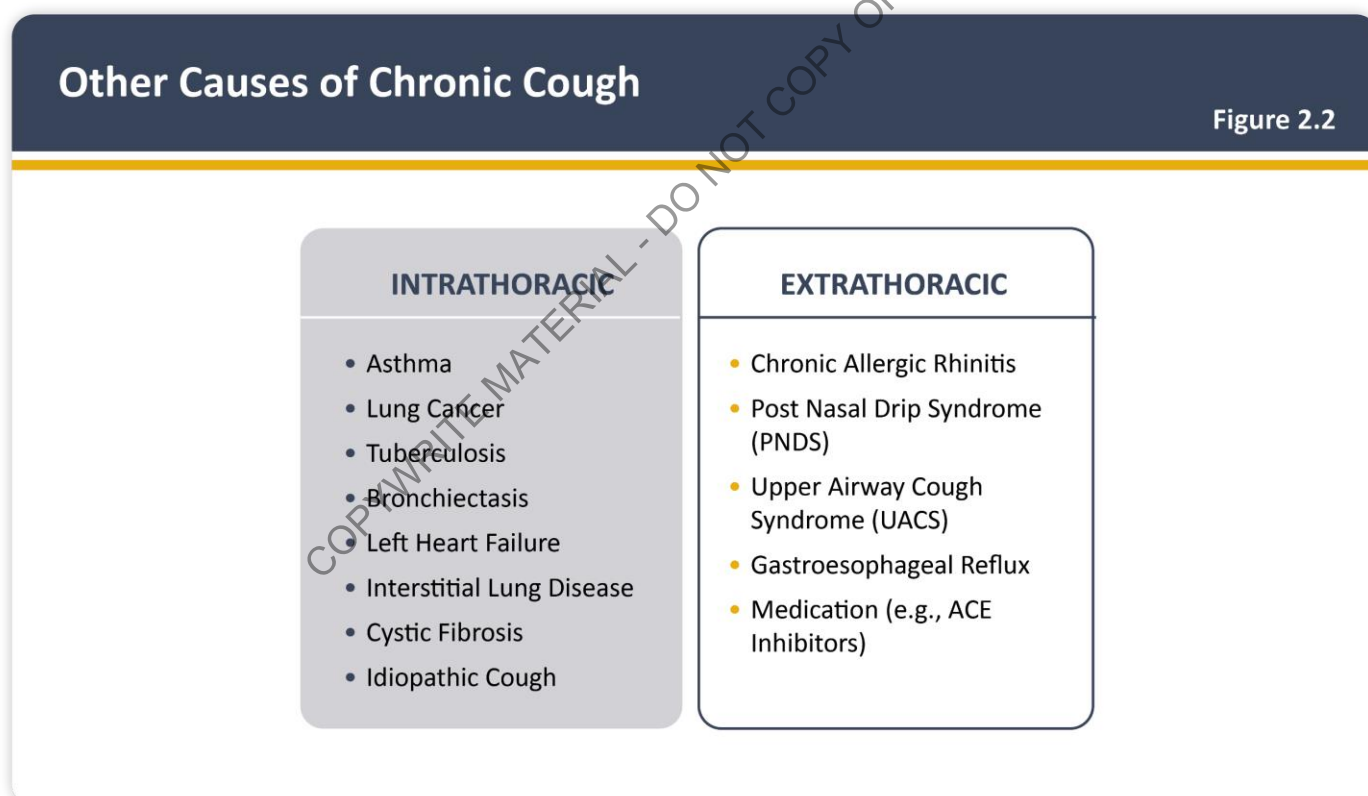 Other Causes of Chronic Cough
Figure 2.2
INTRATHORACIC
• Asthma
• Lung Cancer
• Tuberculosis
• Bronchiectasis
• Left Heart Failure
• Interstitial Lung Disease
• Cystic Fibrosis
• Idiopathic Cough
EXTRATHORACIC
• Chronic Allergic Rhinitis
• Post Nasal Drip Syndrome
(PNDS)
• Upper Airway Cough
Syndrome (UACS)
• Gastroesophageal Reflux
• Medication (e.g., ACE
Inhibitors)
COPYWRITE MATERIAL - DO NOT COPY